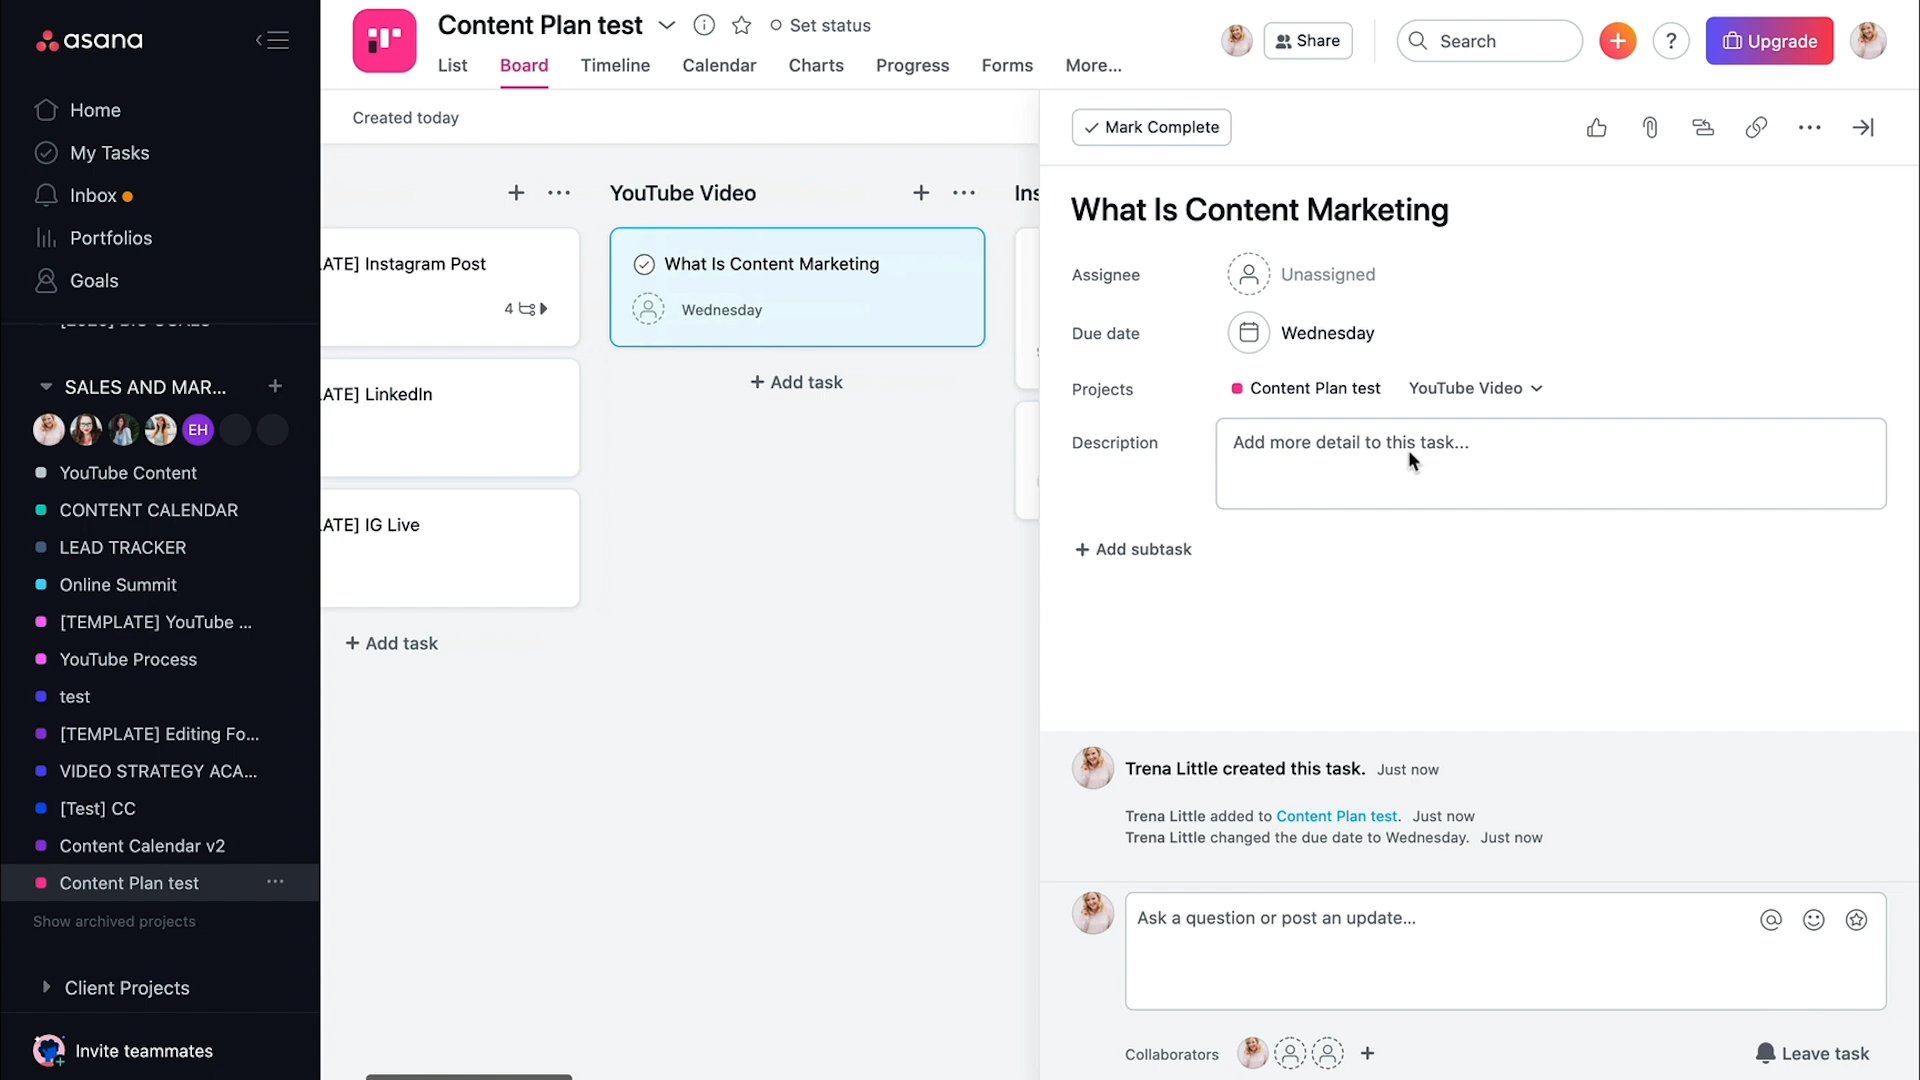 asana
Home
My Tasks
Inbox
Portfolios
Goals
SALES AND MAR...
EH
YouTube Content
CONTENT CALENDAR
LEAD TRACKER
Online Summit
[TEMPLATE] YouTube ...
YouTube Process
test
[TEMPLATE] Editing Fo...
VIDEO STRATEGY ACA...
[Test] CC
Content Calendar v2
Content Plan test
Show archived projects
Client Projects
Invite teammates
Content Plan test
Set status
List Board Timeline Calendar Charts Progress Forms More...
Share
Search
?
Upgrade
Created today
ATE] Instagram Post
4
ATE] LinkedIn
ATE] IG Live
+ Add task
YouTube Video
What Is Content Marketing
Wednesday
+ Add task
Ins
Mark Complete
What Is Content Marketing
Assignee Unassigned
Due date Wednesday
Projects Content Plan test YouTube Video
Description Add more detail to this task...
+ Add subtask
Trena Little created this task. Just now
Trena Little added to Content Plan test. Just now
Trena Little changed the due date to Wednesday. Just now
Ask a question or post an update...
Collaborators
Leave task